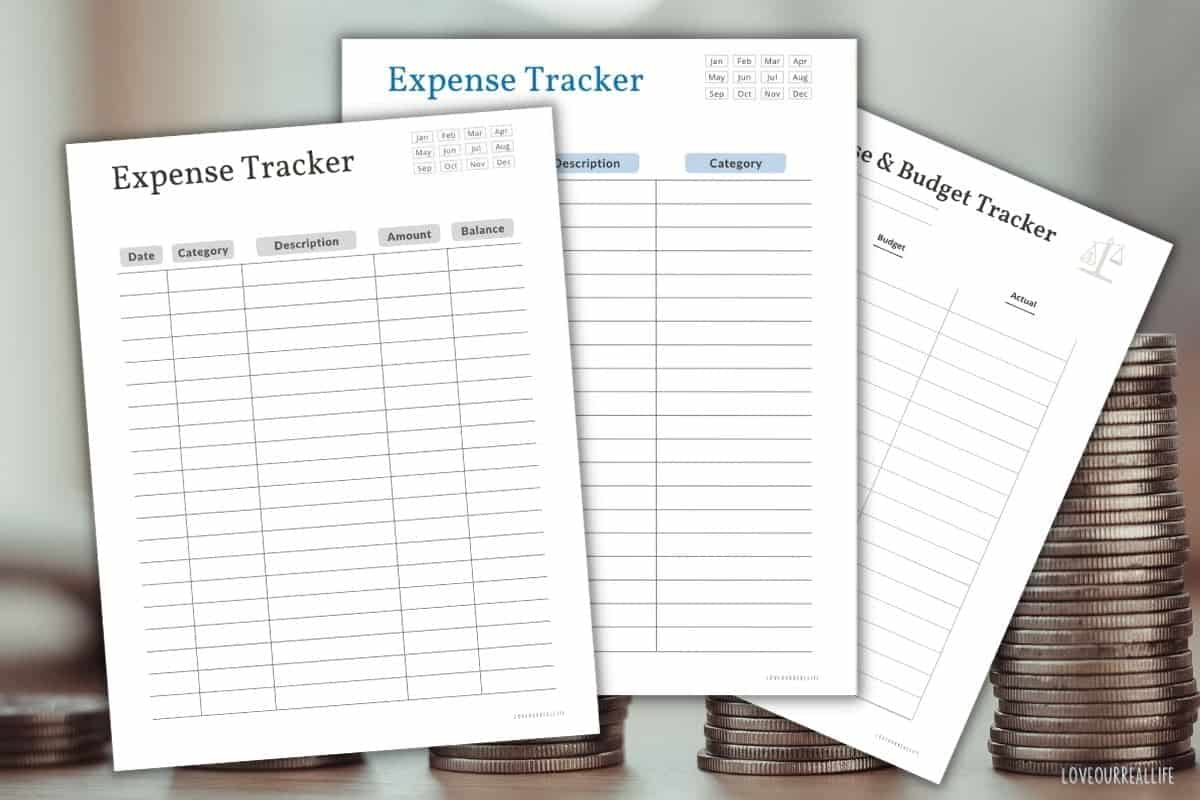 Expense Tracker
Jan Feb Mar Apr
May Jun Jul Aug
Sep Oct Nov Dec
Date Category Description Amount Balance
LOVEOURREALLIFE
Expense Tracker
Jan Feb Mar Apr
May Jun Jul Aug
Sep Oct Nov Dec
Description Category
LOVEOURREALLIFE
se & Budget Tracker
Budget
Actual
LOVEOURREALLIFE
LOVEOURREALLIFE